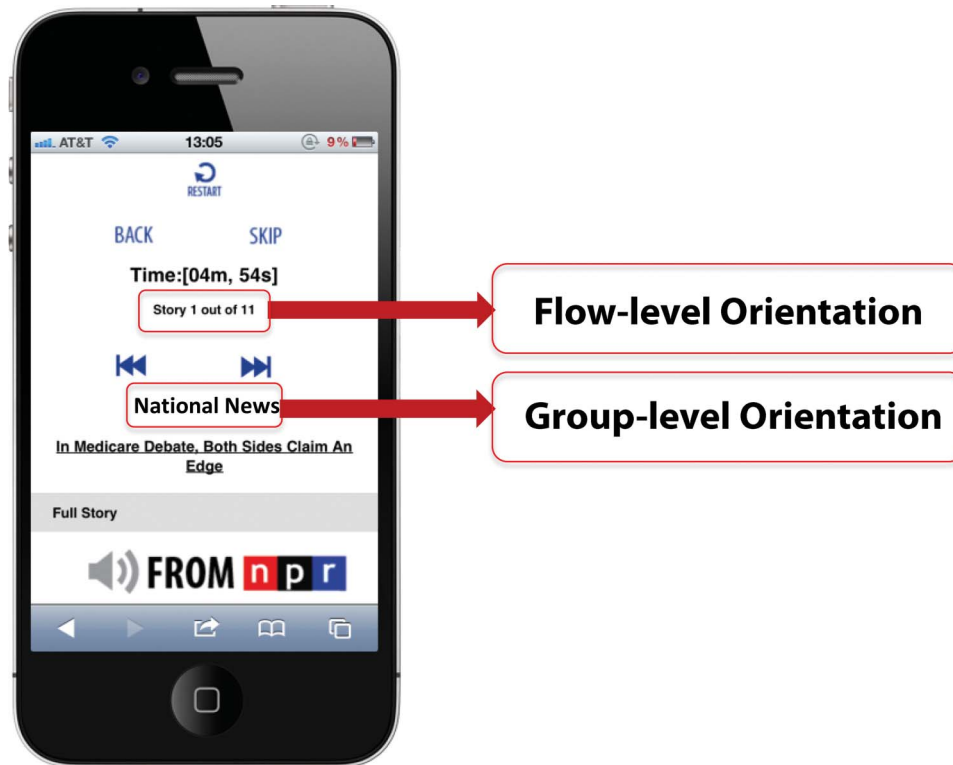 AT&T 13:05 9%
RESTART
BACK SKIP
Time:[04m, 54s]
Story 1 out of 11
Flow-level Orientation
National News
Group-level Orientation
In Medicare Debate, Both Sides Claim An
Edge
Full Story
FROM npr